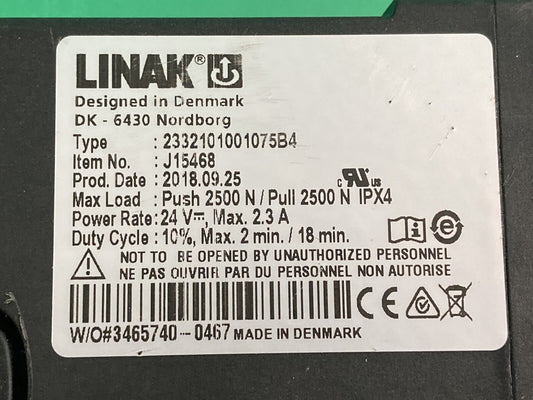 LINAK®
Designed in Denmark
DK - 6430 Nordborg
Type : 2332101001075B4
Item No. : J15468
Prod. Date : 2018.09.25
Max Load : Push 2500 N / Pull 2500 N IPX4
Power Rate : 24 V⎓, Max. 2.3 A
Duty Cycle : 10%, Max. 2 min. / 18 min.
NOT TO BE OPENED BY UNAUTHORIZED PERSONNEL
NE PAS OUVRIR PAR DU PERSONNEL NON AUTORISE
W/O#3465740-0467 MADE IN DENMARK
c RU us
CE